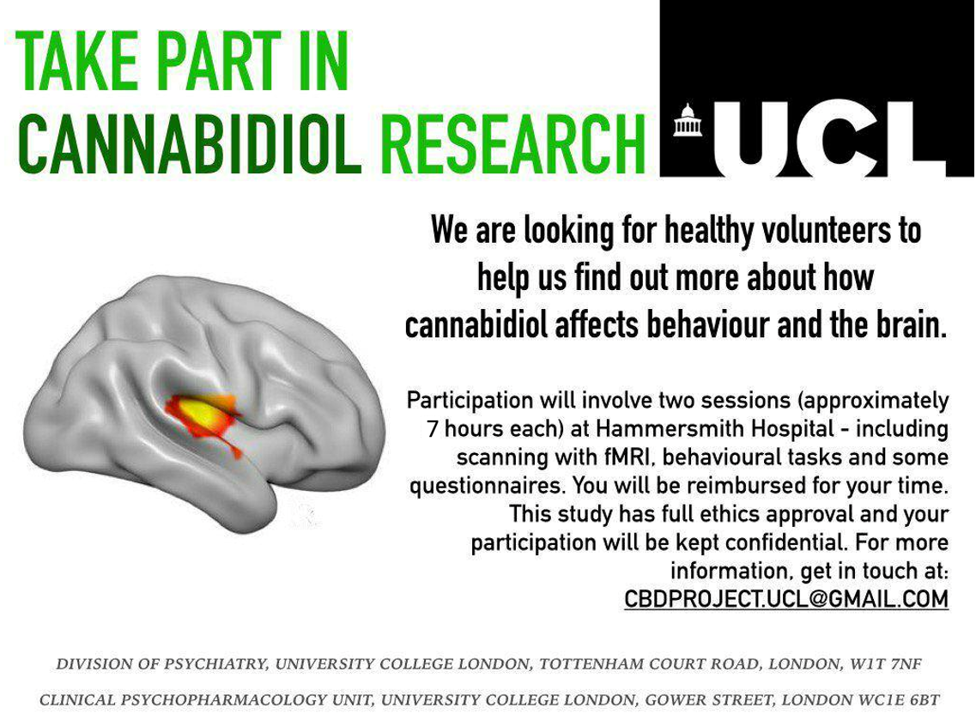 TAKE PART IN
CANNABIDIOL RESEARCH
UCL
We are looking for healthy volunteers to
help us find out more about how
cannabidiol affects behaviour and the brain.
Participation will involve two sessions (approximately
7 hours each) at Hammersmith Hospital - including
scanning with fMRI, behavioural tasks and some
questionnaires. You will be reimbursed for your time.
This study has full ethics approval and your
participation will be kept confidential. For more
information, get in touch at:
CBDPROJECT.UCL@GMAIL.COM
DIVISION OF PSYCHIATRY, UNIVERSITY COLLEGE LONDON, TOTTENHAM COURT ROAD, LONDON, W1T 7NF
CLINICAL PSYCHOPHARMACOLOGY UNIT, UNIVERSITY COLLEGE LONDON, GOWER STREET, LONDON WC1E 6BT